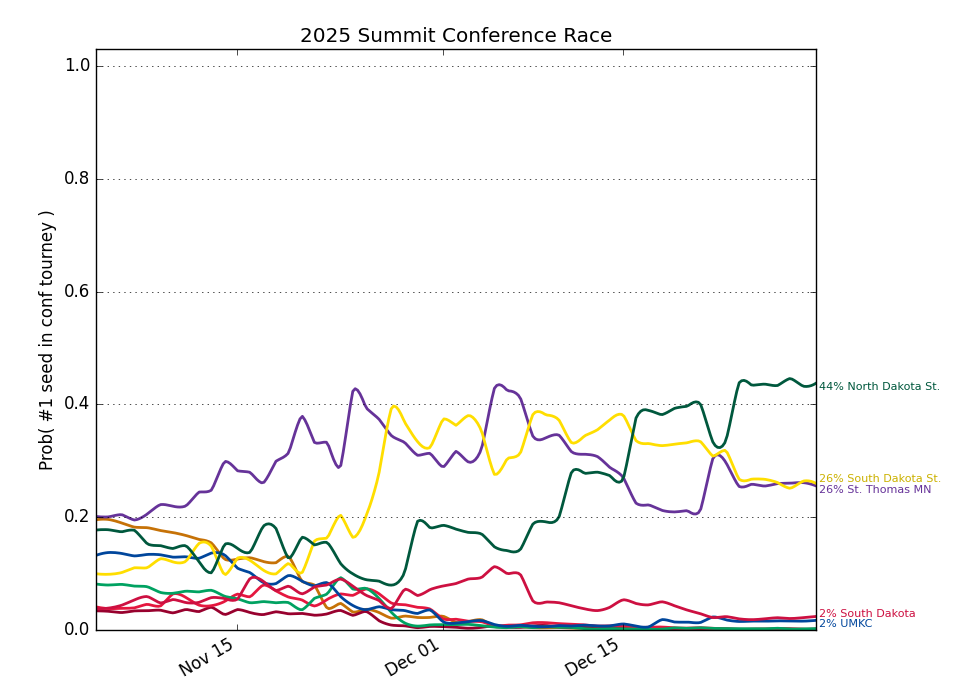 2025 Summit Conference Race
Prob( #1 seed in conf tourney )
1.0
0.8
0.6
0.4
0.2
0.0
Nov 15
Dec 01
Dec 15
44% North Dakota St.
26% South Dakota St.
26% St. Thomas MN
2% South Dakota
2% UMKC